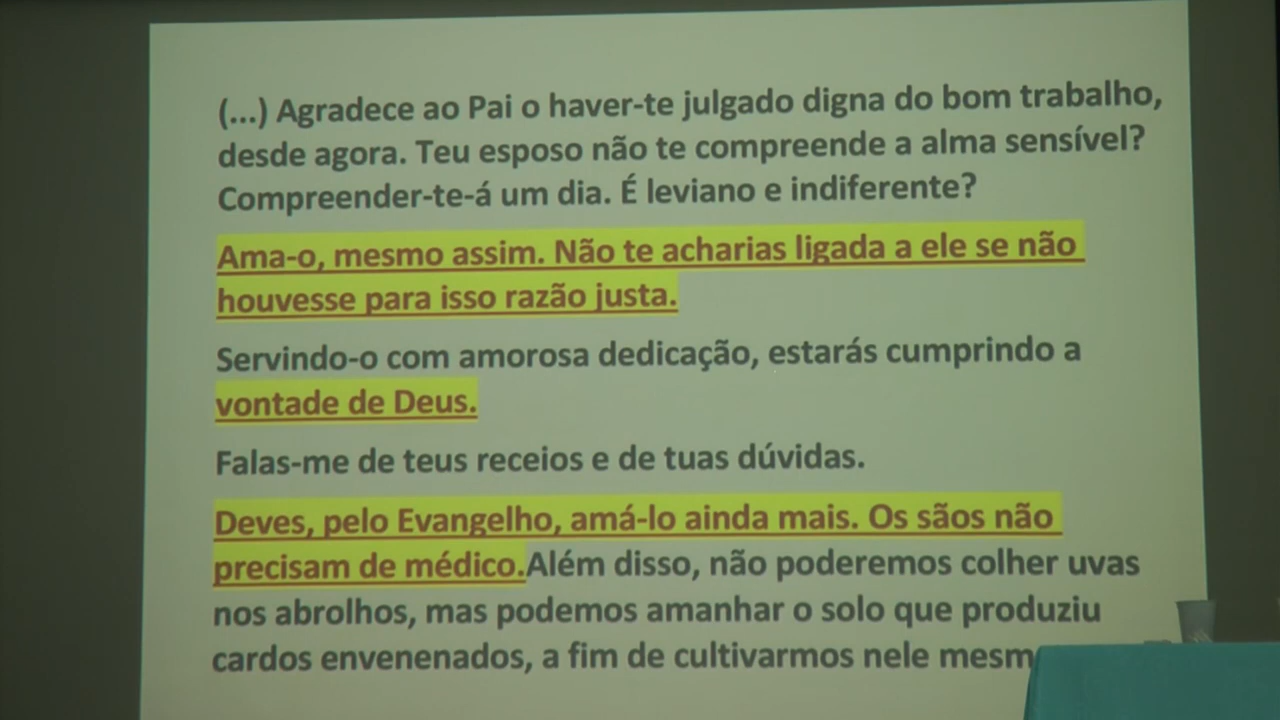 (...) Agradece ao Pai o haver-te julgado digna do bom trabalho,
desde agora. Teu esposo não te compreende a alma sensível?
Compreender-te-á um dia. É leviano e indiferente?
Ama-o, mesmo assim. Não te acharias ligada a ele se não
houvesse para isso razão justa.
Servindo-o com amorosa dedicação, estarás cumprindo a
vontade de Deus.
Falas-me de teus receios e de tuas dúvidas.
Deves, pelo Evangelho, amá-lo ainda mais. Os sãos não
precisam de médico.Além disso, não poderemos colher uvas
nos abrolhos, mas podemos amanhar o solo que produziu
cardos envenenados, a fim de cultivarmos nele